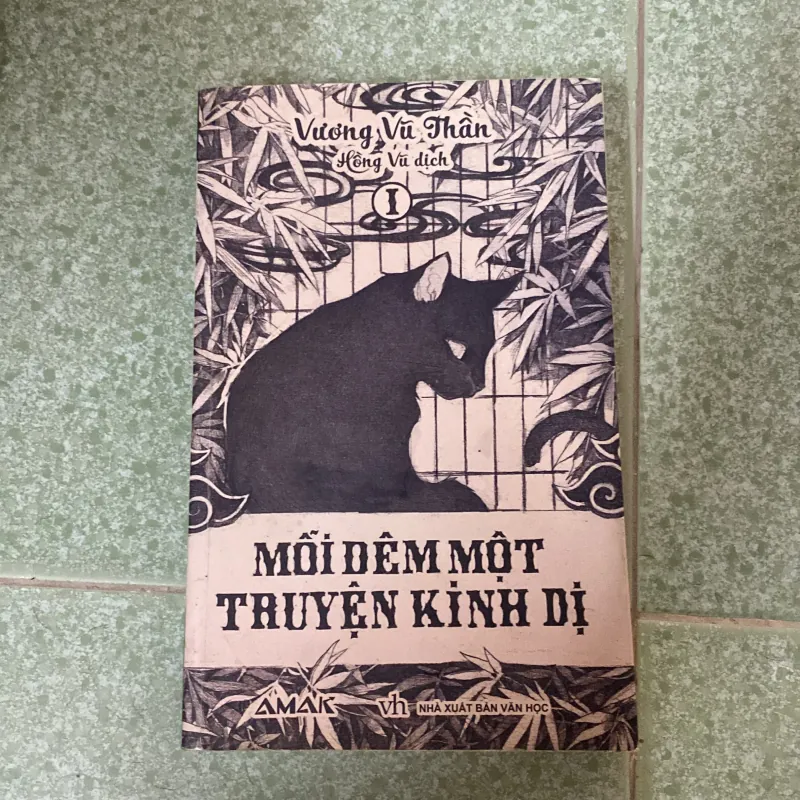 Vương Vũ Thần
Hồng Vũ dịch
I
MỖI ĐÊM MỘT
TRUYỆN KINH DỊ
AMAK vh NHÀ XUẤT BẢN VĂN HỌC